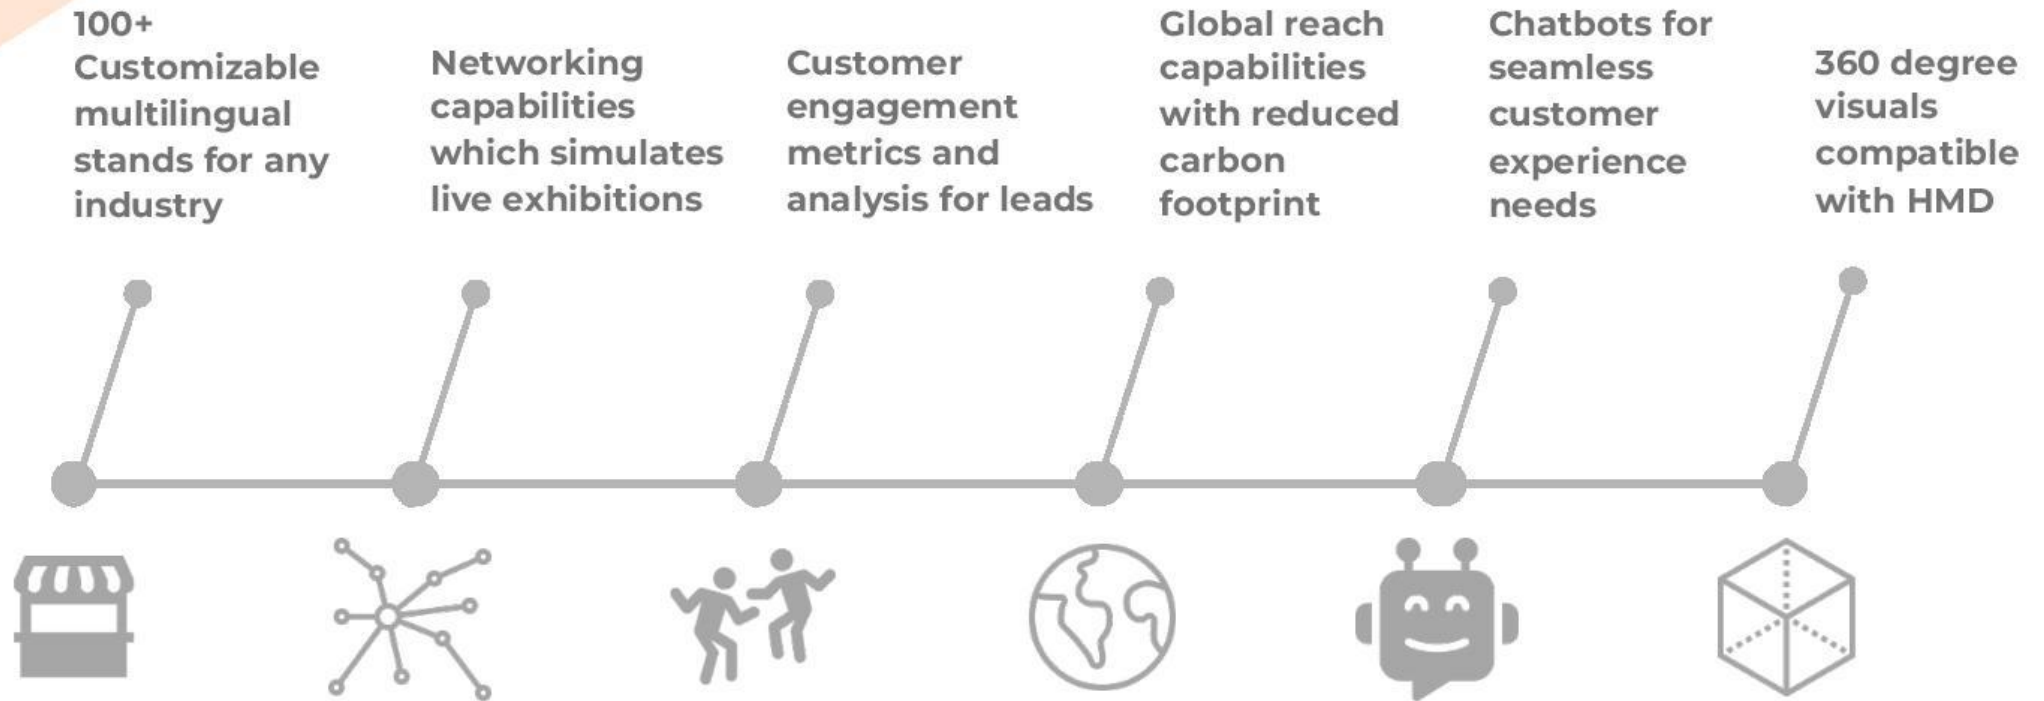 100+
Customizable
multilingual
stands for any
industry
Networking
capabilities
which simulates
live exhibitions
Customer
engagement
metrics and
analysis for leads
Global reach
capabilities
with reduced
carbon
footprint
Chatbots for
seamless
customer
experience
needs
360 degree
visuals
compatible
with HMD